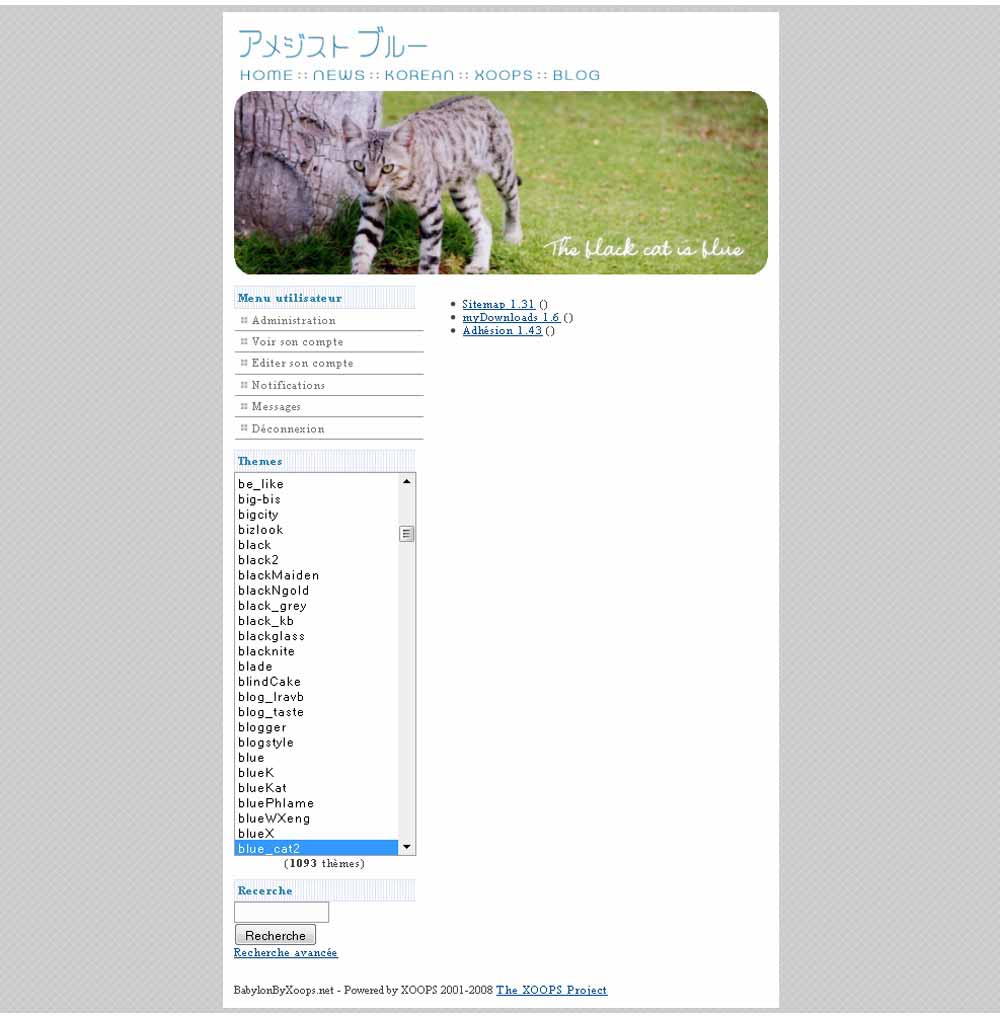 アメジスト ブルー
HOME :: NEWS :: KOREAN :: XOOPS :: BLOG
The black cat is blue
Menu utilisateur
Administration
Voir son compte
Editer son compte
Notifications
Messages
Déconnexion
Sitemap 1.31 ()
myDownloads 1.6 ()
Adhésion 1.43 ()
Themes
be_like
big-bis
bigcity
bizlook
black
black2
blackMaiden
blackNgold
black_grey
black_kb
blackglass
blacknite
blade
blindCake
blog_lravb
blog_taste
blogger
blogstyle
blue
blueK
blueKat
bluePhlame
blueWXeng
blueX
blue_cat2
(1093 thèmes)
Recerche
Recherche
Recherche avancée
BabylonByXoops.net - Powered by XOOPS 2001-2008 The XOOPS Project